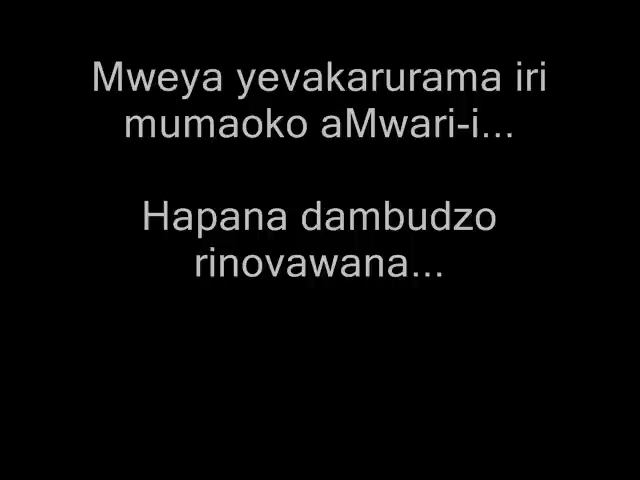 Mweya yevakarurama iri
mumaoko aMwari-i...
Hapana dambudzo
rinovawana...